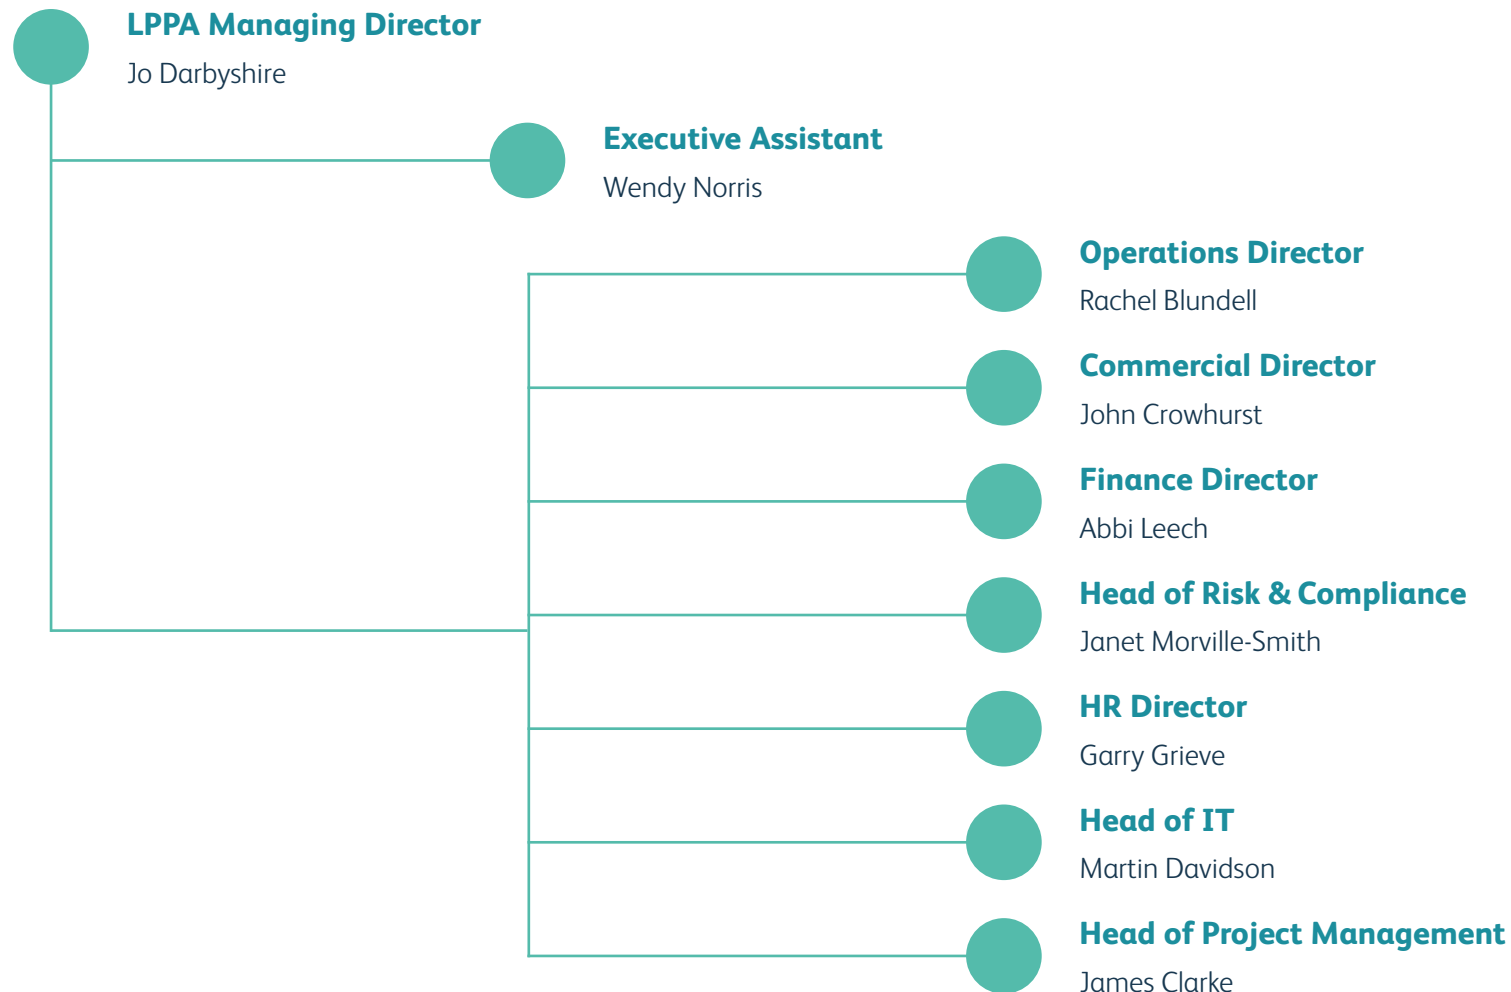 LPPA Managing Director
Jo Darbyshire
Executive Assistant
Wendy Norris
Operations Director
Rachel Blundell
Commercial Director
John Crowhurst
Finance Director
Abbi Leech
Head of Risk & Compliance
Janet Morville-Smith
HR Director
Garry Grieve
Head of IT
Martin Davidson
Head of Project Management
James Clarke